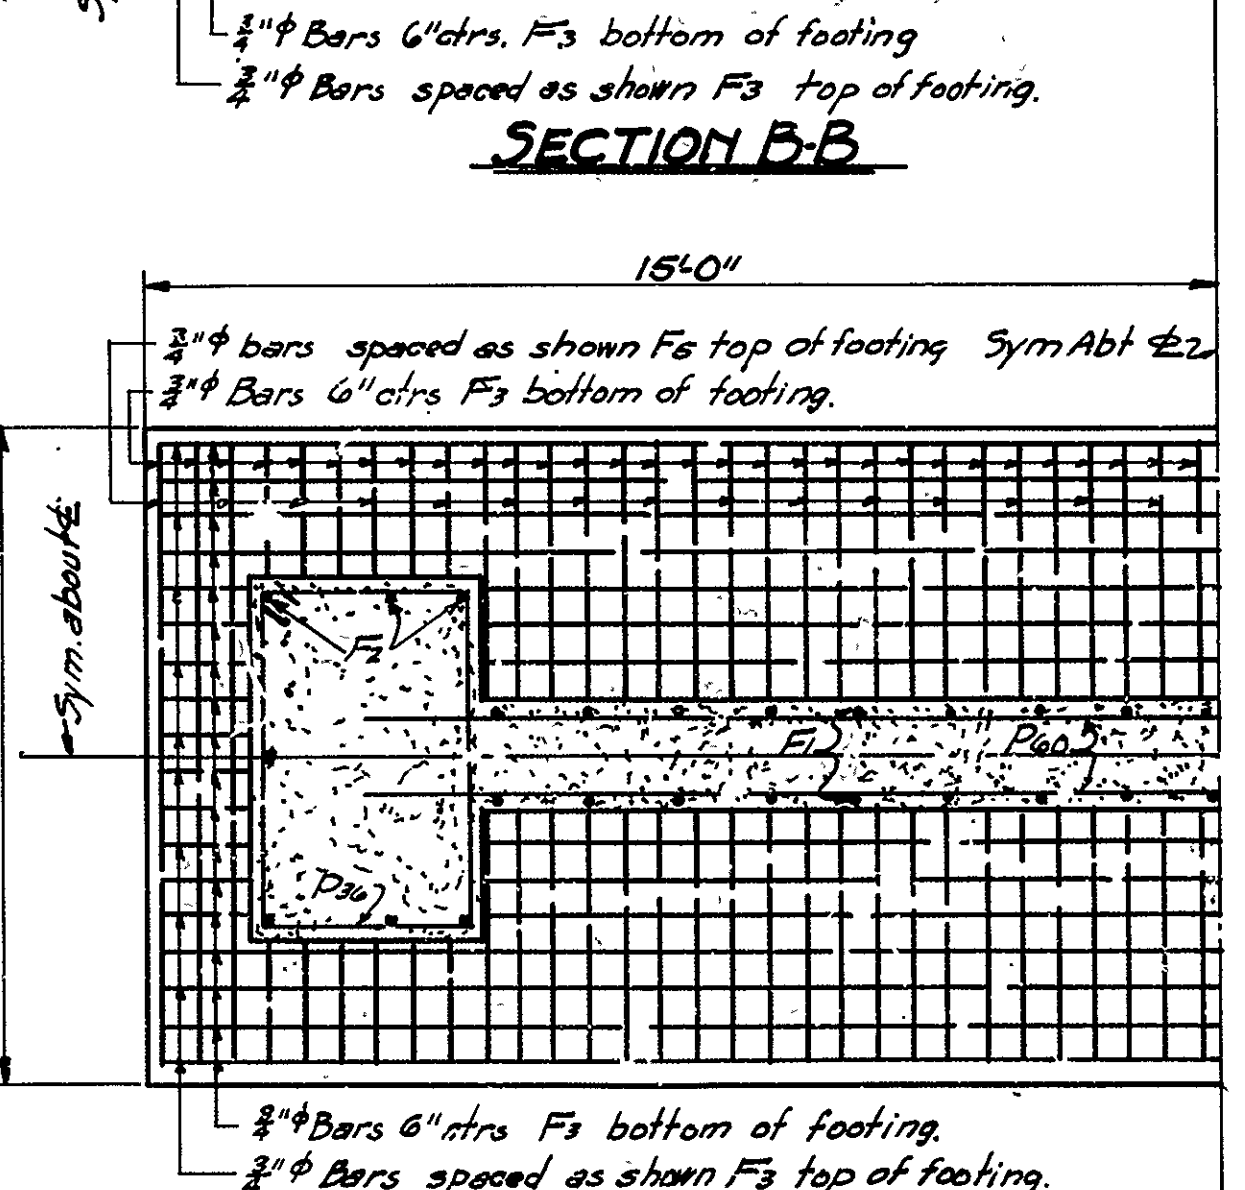 3/4"φ Bars 6"ctrs. F3 bottom of footing
3/4"φ Bars spaced as shown F3 top of footing.
SECTION B-B
15'-0"
3/4"φ bars spaced as shown F6 top of footing Sym Abt ℄2
3/4"φ Bars 6"ctrs F3 bottom of footing.
Sym. about ℄
F2
F1
P60
P36
3/4"φ Bars 6"ctrs F3 bottom of footing.
3/4"φ Bars spaced as shown F3 top of footing.